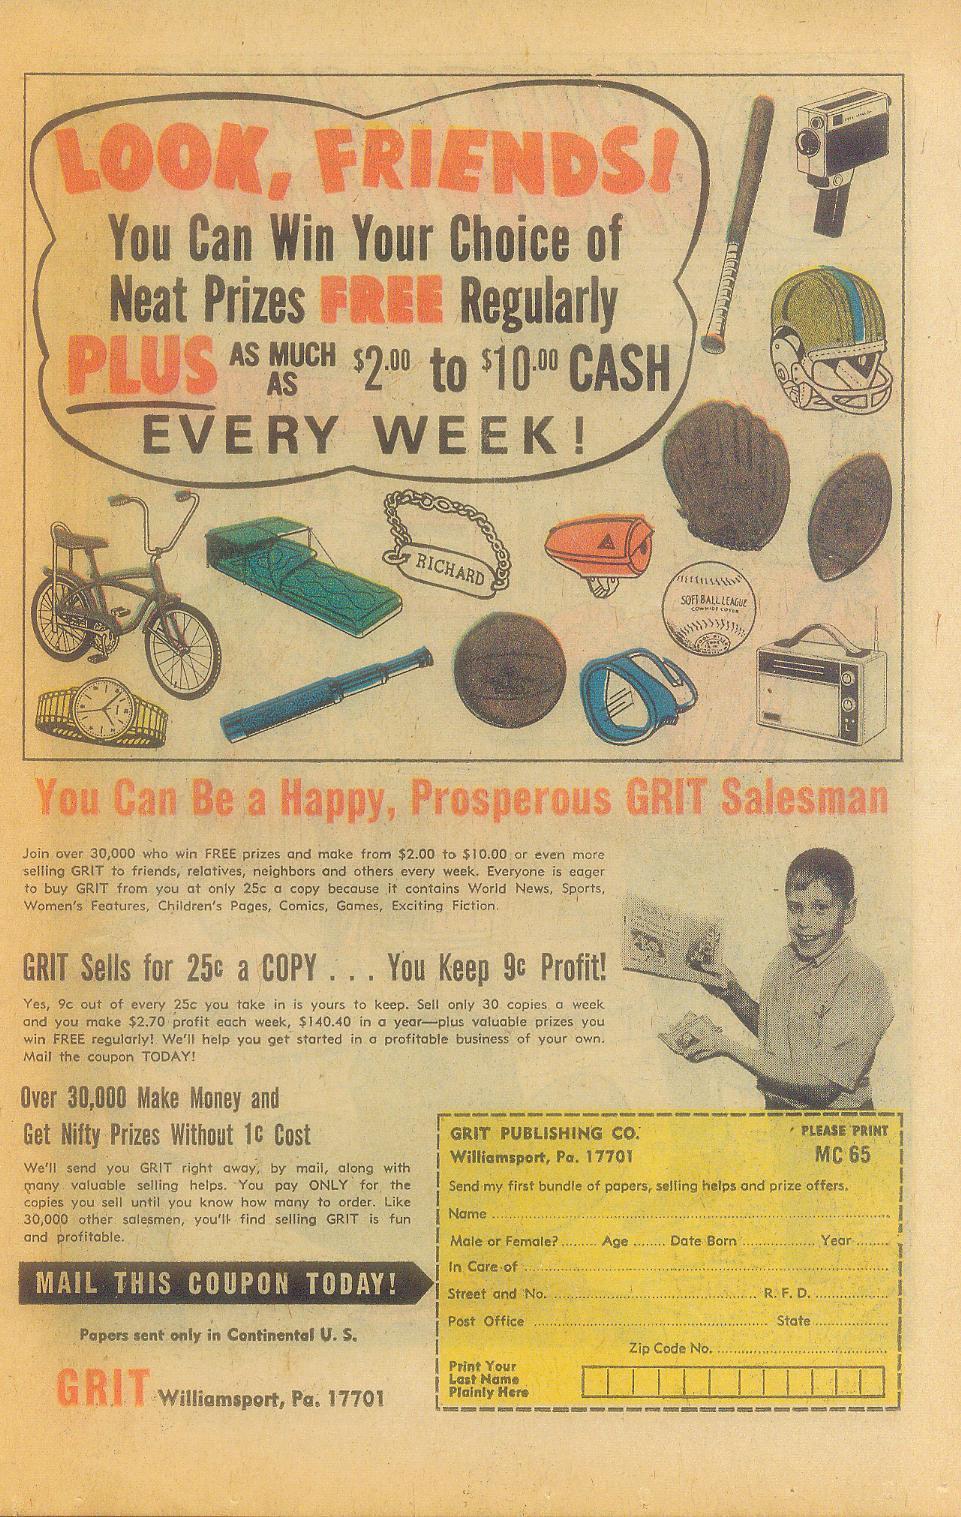 LOOK, FRIENDS!
You Can Win Your Choice of
Neat Prizes FREE Regularly
PLUS AS MUCH AS $2.00 to $10.00 CASH
EVERY WEEK!
RICHARD
SOFT BALL LEAGUE
COWHIDE COVER
You Can Be a Happy, Prosperous GRIT Salesman
Join over 30,000 who win FREE prizes and make from $2.00 to $10.00 or even more
selling GRIT to friends, relatives, neighbors and others every week. Everyone is eager
to buy GRIT from you at only 25c a copy because it contains World News, Sports,
Women's Features, Children's Pages, Comics, Games, Exciting Fiction.
GRIT Sells for 25c a COPY . . . You Keep 9c Profit!
Yes, 9c out of every 25c you take in is yours to keep. Sell only 30 copies a week
and you make $2.70 profit each week, $140.40 in a year—plus valuable prizes you
win FREE regularly! We'll help you get started in a profitable business of your own.
Mail the coupon TODAY!
Over 30,000 Make Money and
Get Nifty Prizes Without 1c Cost
We'll send you GRIT right away, by mail, along with
many valuable selling helps. You pay ONLY for the
copies you sell until you know how many to order. Like
30,000 other salesmen, you'll find selling GRIT is fun
and profitable.
MAIL THIS COUPON TODAY!
Papers sent only in Continental U. S.
GRIT Williamsport, Pa. 17701
GRIT PUBLISHING CO. PLEASE PRINT
Williamsport, Pa. 17701 MC 65
Send my first bundle of papers, selling helps and prize offers.
Name
Male or Female? Age Date Born Year
In Care of
Street and No. R. F. D.
Post Office State
Zip Code No.
Print Your
Last Name
Plainly Here